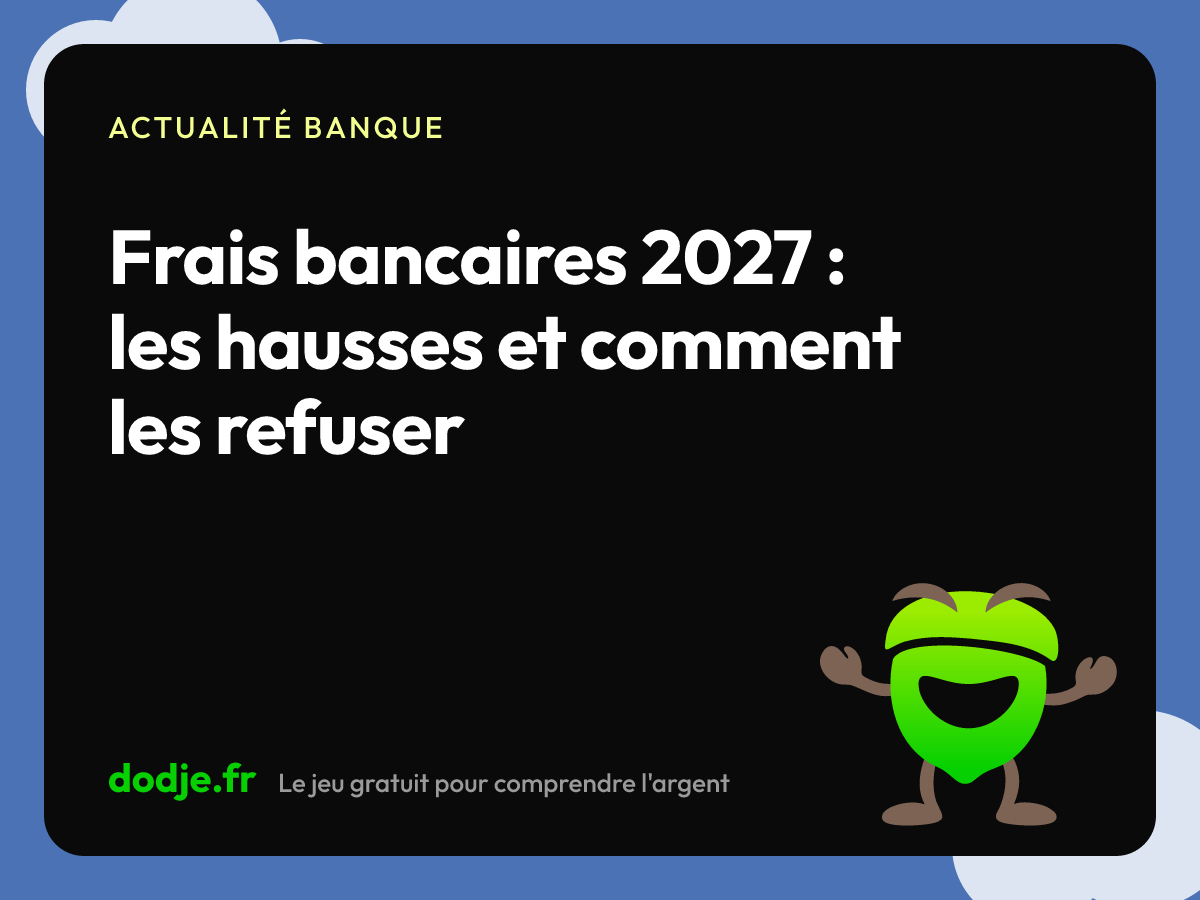 ACTUALITÉ BANQUE
Frais bancaires 2027 :
les hausses et comment
les refuser
dodje.fr Le jeu gratuit pour comprendre l'argent